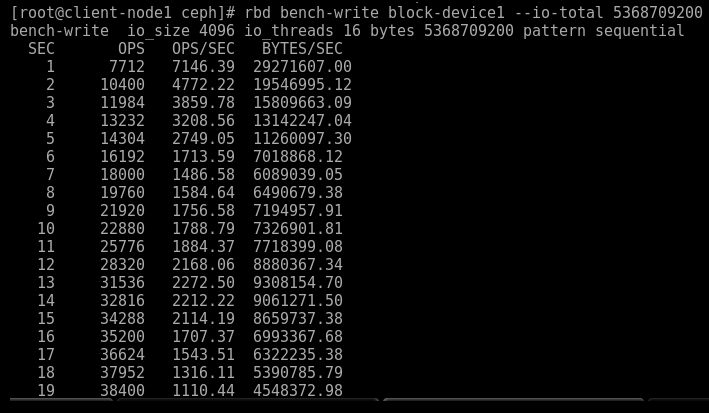 [root@client-node1 ceph]# rbd bench-write block-device1 --io-total 5368709200
bench-write  io_size 4096 io_threads 16 bytes 5368709200 pattern sequential
  SEC       OPS   OPS/SEC   BYTES/SEC
    1      7712   7146.39  29271607.00
    2     10400   4772.22  19546995.12
    3     11984   3859.78  15809663.09
    4     13232   3208.56  13142247.04
    5     14304   2749.05  11260097.30
    6     16192   1713.59  7018868.12
    7     18000   1486.58  6089039.05
    8     19760   1584.64  6490679.38
    9     21920   1756.58  7194957.91
   10     22880   1788.79  7326901.81
   11     25776   1884.37  7718399.08
   12     28320   2168.06  8880367.34
   13     31536   2272.50  9308154.70
   14     32816   2212.22  9061271.50
   15     34288   2114.19  8659737.38
   16     35200   1707.37  6993367.68
   17     36624   1543.51  6322235.38
   18     37952   1316.11  5390785.79
   19     38400   1110.44  4548372.98